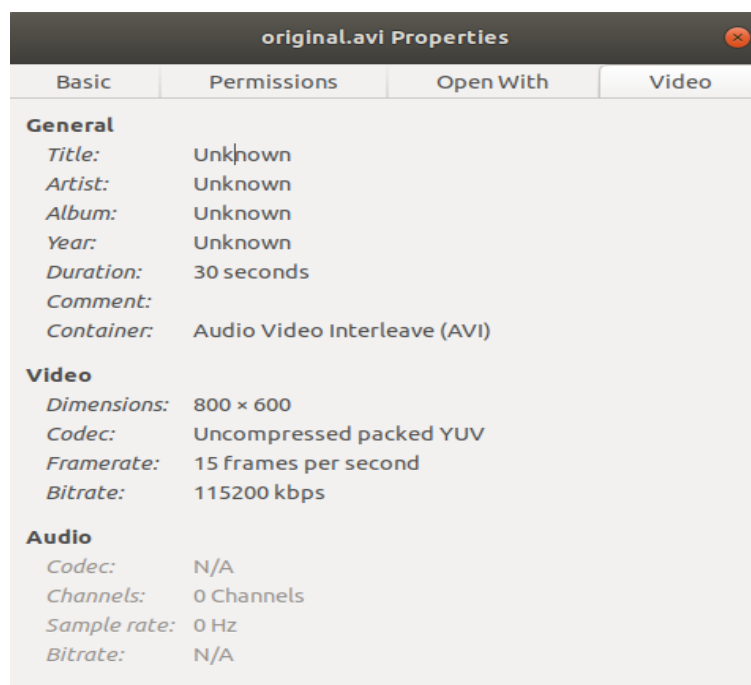 original.avi Properties
Basic Permissions Open With Video
General
Title: Unknown
Artist: Unknown
Album: Unknown
Year: Unknown
Duration: 30 seconds
Comment:
Container: Audio Video Interleave (AVI)
Video
Dimensions: 800 × 600
Codec: Uncompressed packed YUV
Framerate: 15 frames per second
Bitrate: 115200 kbps
Audio
Codec: N/A
Channels: 0 Channels
Sample rate: 0 Hz
Bitrate: N/A